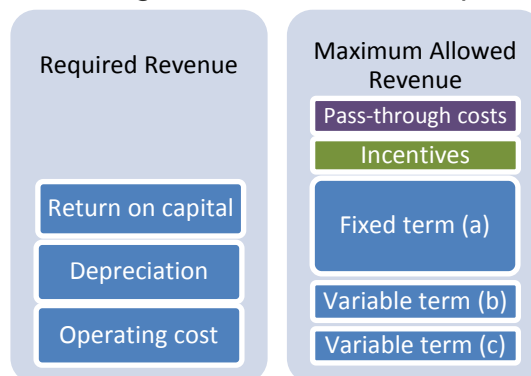 Required Revenue
Return on capital
Depreciation
Operating cost
Maximum Allowed
Revenue
Pass-through costs
Incentives
Fixed term (a)
Variable term (b)
Variable term (c)